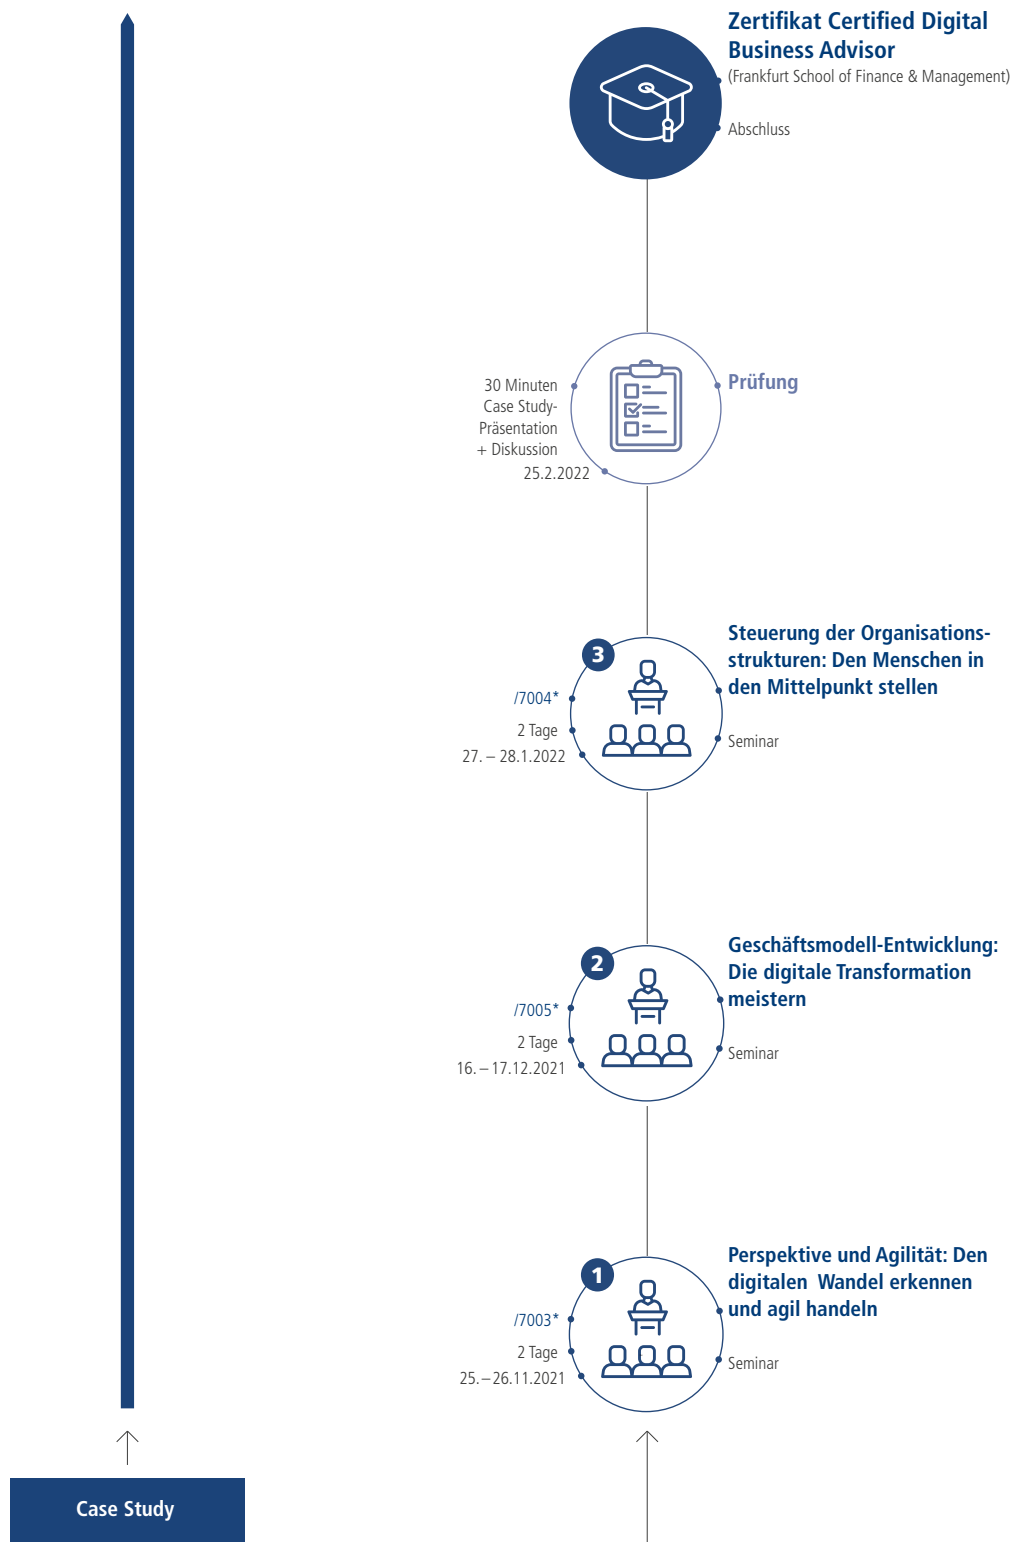 Zertifikat Certified Digital
Business Advisor
(Frankfurt School of Finance & Management)
Abschluss
30 Minuten
Case Study-
Präsentation
+ Diskussion
25.2.2022
Prüfung
3
/7004*
2 Tage
27. – 28.1.2022
Steuerung der Organisations-
strukturen: Den Menschen in
den Mittelpunkt stellen
Seminar
2
/7005*
2 Tage
16. – 17.12.2021
Geschäftsmodell-Entwicklung:
Die digitale Transformation
meistern
Seminar
1
/7003*
2 Tage
25. – 26.11.2021
Perspektive und Agilität: Den
digitalen Wandel erkennen
und agil handeln
Seminar
Case Study